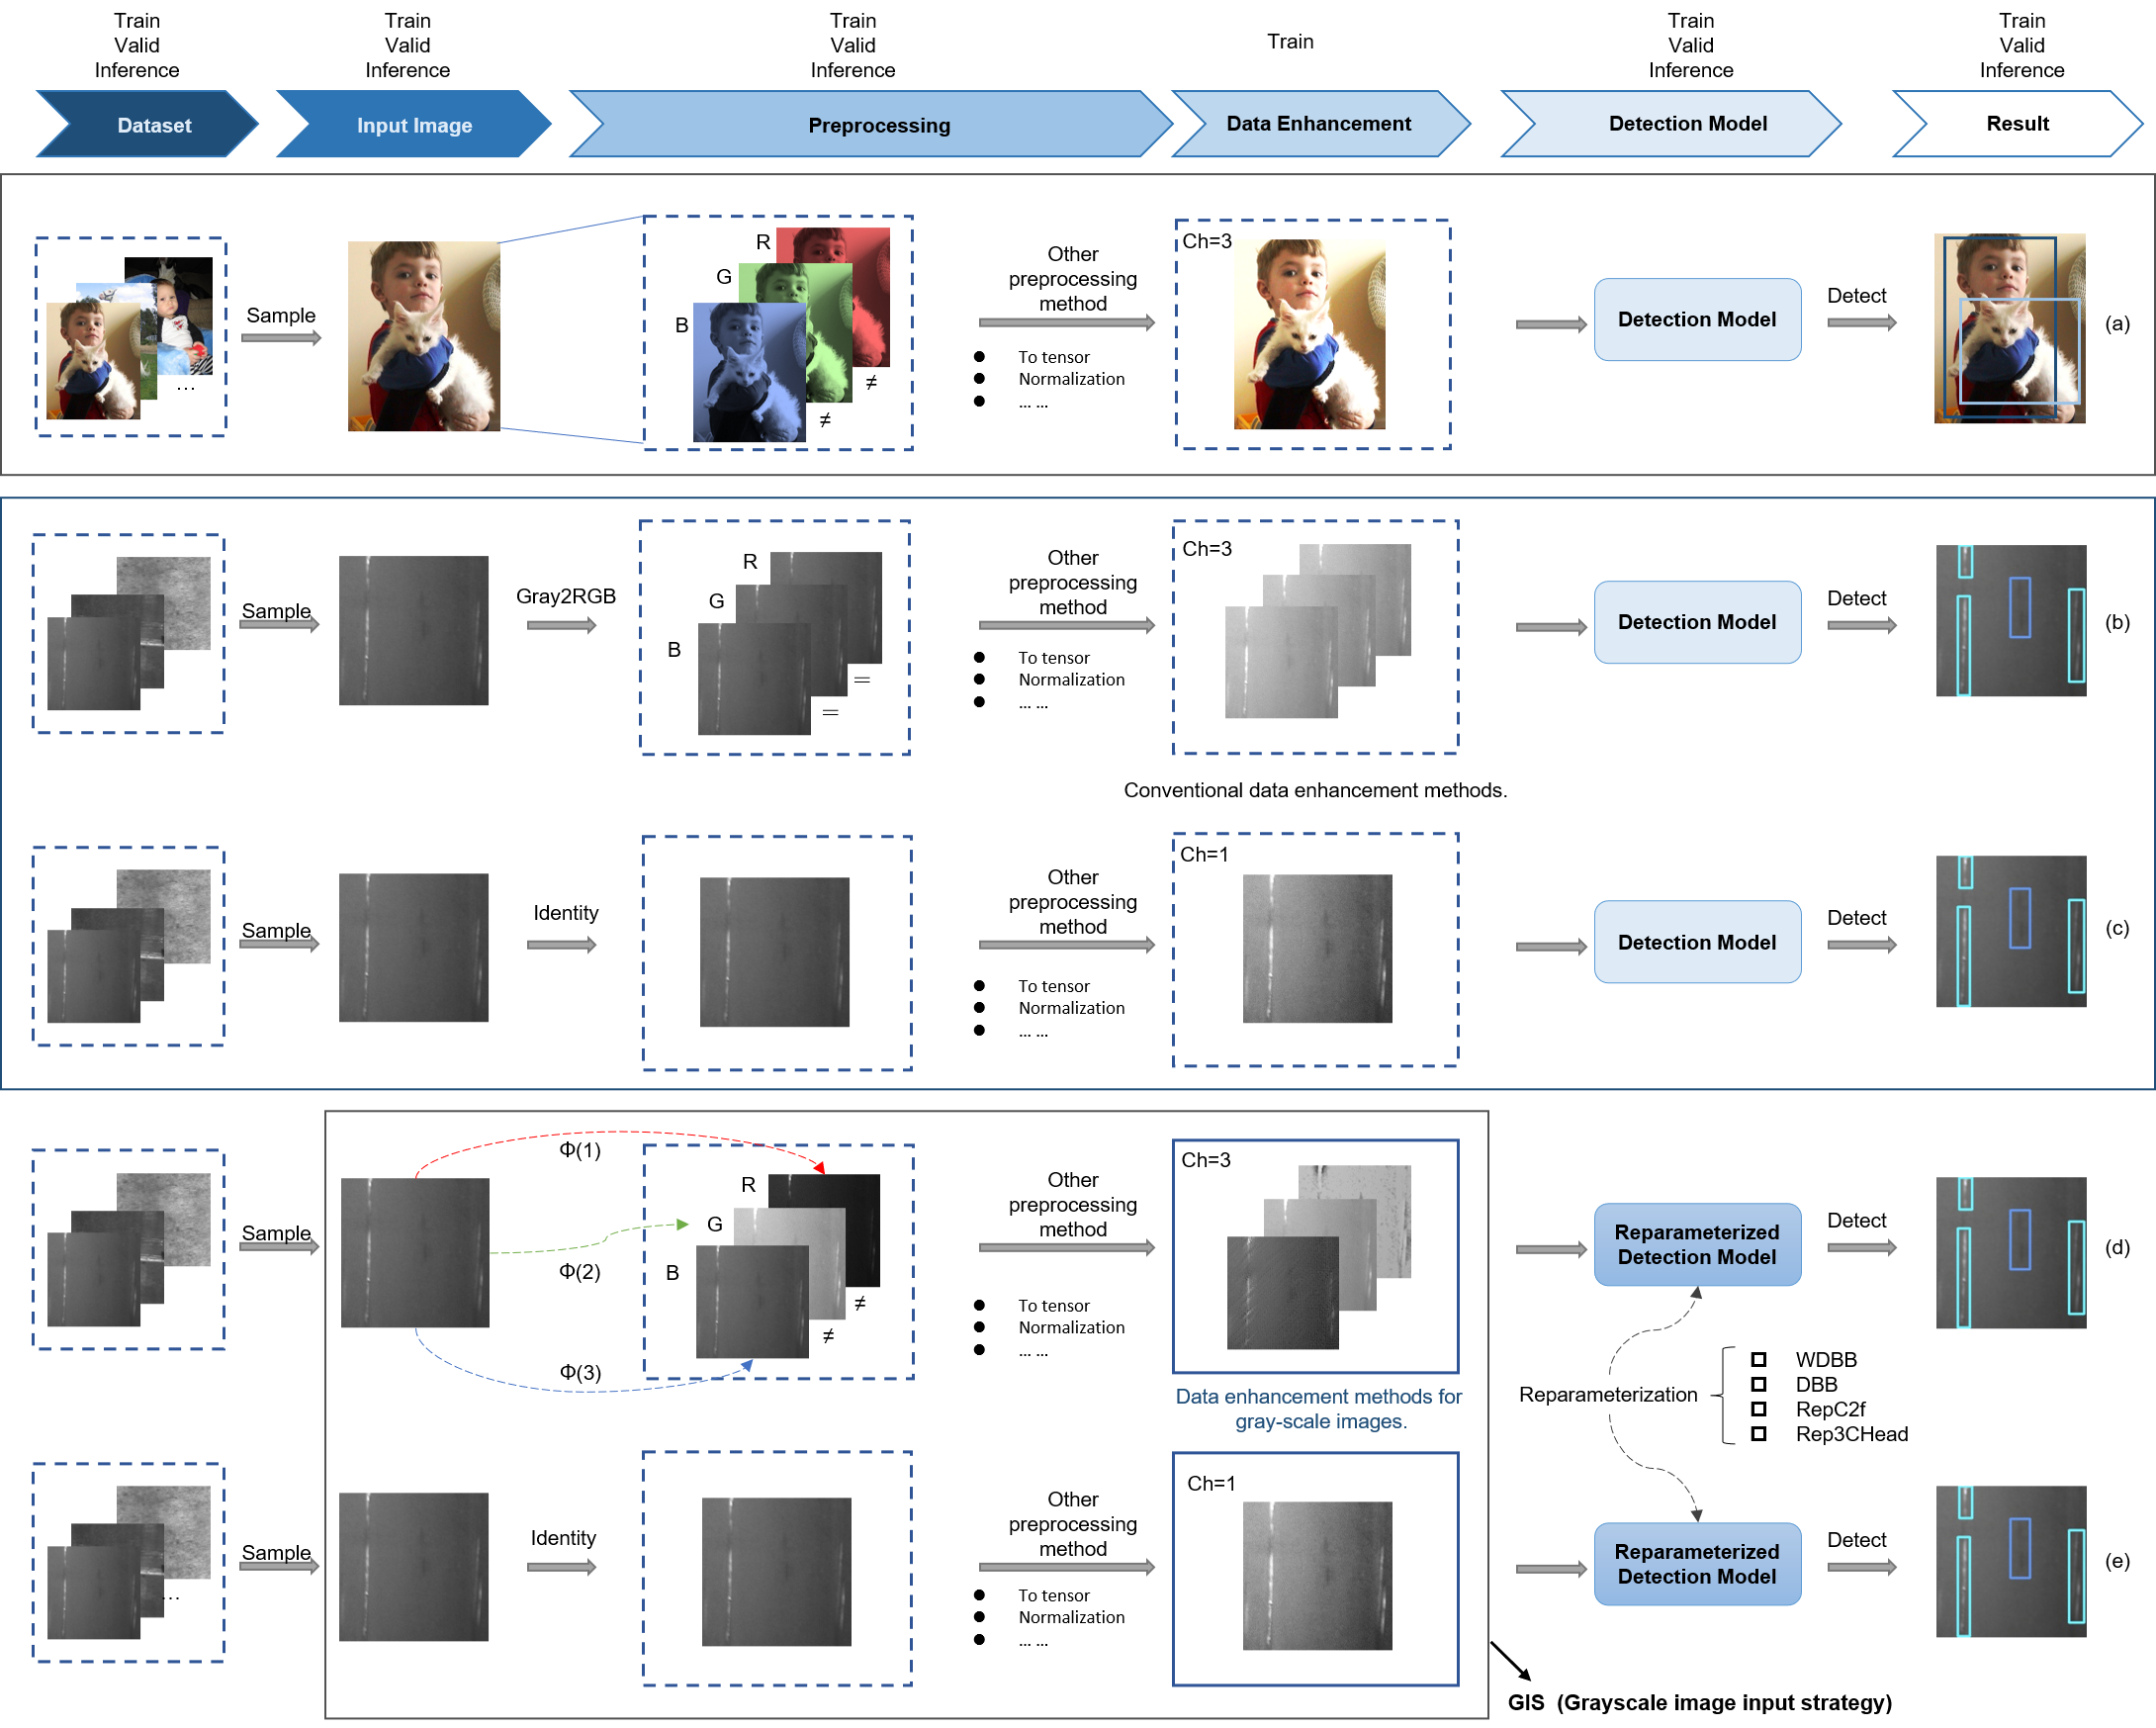 Train
Valid
Inference
Train
Valid
Inference
Train
Valid
Inference
Train
Train
Valid
Inference
Train
Valid
Inference
Dataset
Input Image
Preprocessing
Data Enhancement
Detection Model
Result
...
Sample
R
G
B
≠
≠
Other
preprocessing
method
To tensor
Normalization
... ...
Ch=3
Detection Model
Detect
(a)
Sample
Gray2RGB
R
G
B
=
=
Other
preprocessing
method
To tensor
Normalization
... ...
Ch=3
Detection Model
Detect
(b)
Conventional data enhancement methods.
Sample
Identity
Other
preprocessing
method
To tensor
Normalization
... ...
Ch=1
Detection Model
Detect
(c)
Sample
Φ(1)
Φ(2)
Φ(3)
R
G
B
≠
≠
Other
preprocessing
method
To tensor
Normalization
... ...
Ch=3
Data enhancement methods for
gray-scale images.
Reparameterized
Detection Model
Detect
(d)
Reparameterization
WDBB
DBB
RepC2f
Rep3CHead
...
Sample
Identity
Other
preprocessing
method
To tensor
Normalization
... ...
Ch=1
Reparameterized
Detection Model
Detect
(e)
GIS (Grayscale image input strategy)